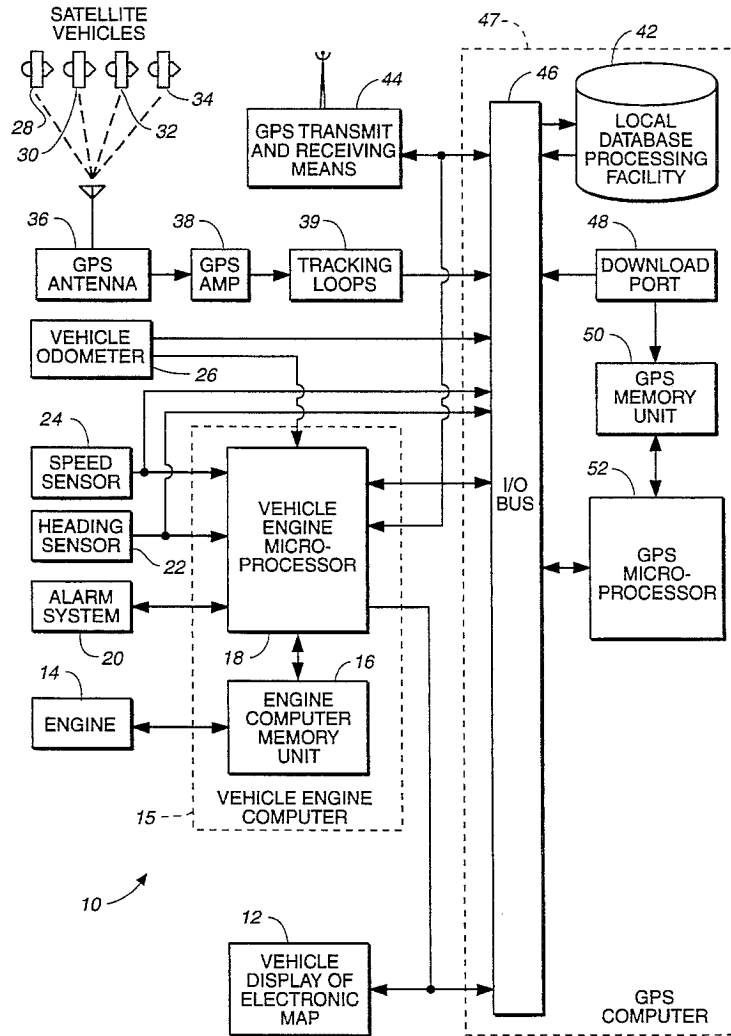 SATELLITE
VEHICLES
28
30
32
34
44
GPS TRANSMIT
AND RECEIVING
MEANS
47
46
42
LOCAL
DATABASE
PROCESSING
FACILITY
36
GPS
ANTENNA
38
GPS
AMP
39
TRACKING
LOOPS
48
DOWNLOAD
PORT
VEHICLE
ODOMETER
26
50
GPS
MEMORY
UNIT
24
SPEED
SENSOR
HEADING
SENSOR
22
VEHICLE
ENGINE
MICRO-
PROCESSOR
18
I/O
BUS
52
GPS
MICRO-
PROCESSOR
ALARM
SYSTEM
20
14
ENGINE
16
ENGINE
COMPUTER
MEMORY
UNIT
15
VEHICLE ENGINE
COMPUTER
10
12
VEHICLE
DISPLAY OF
ELECTRONIC
MAP
GPS
COMPUTER